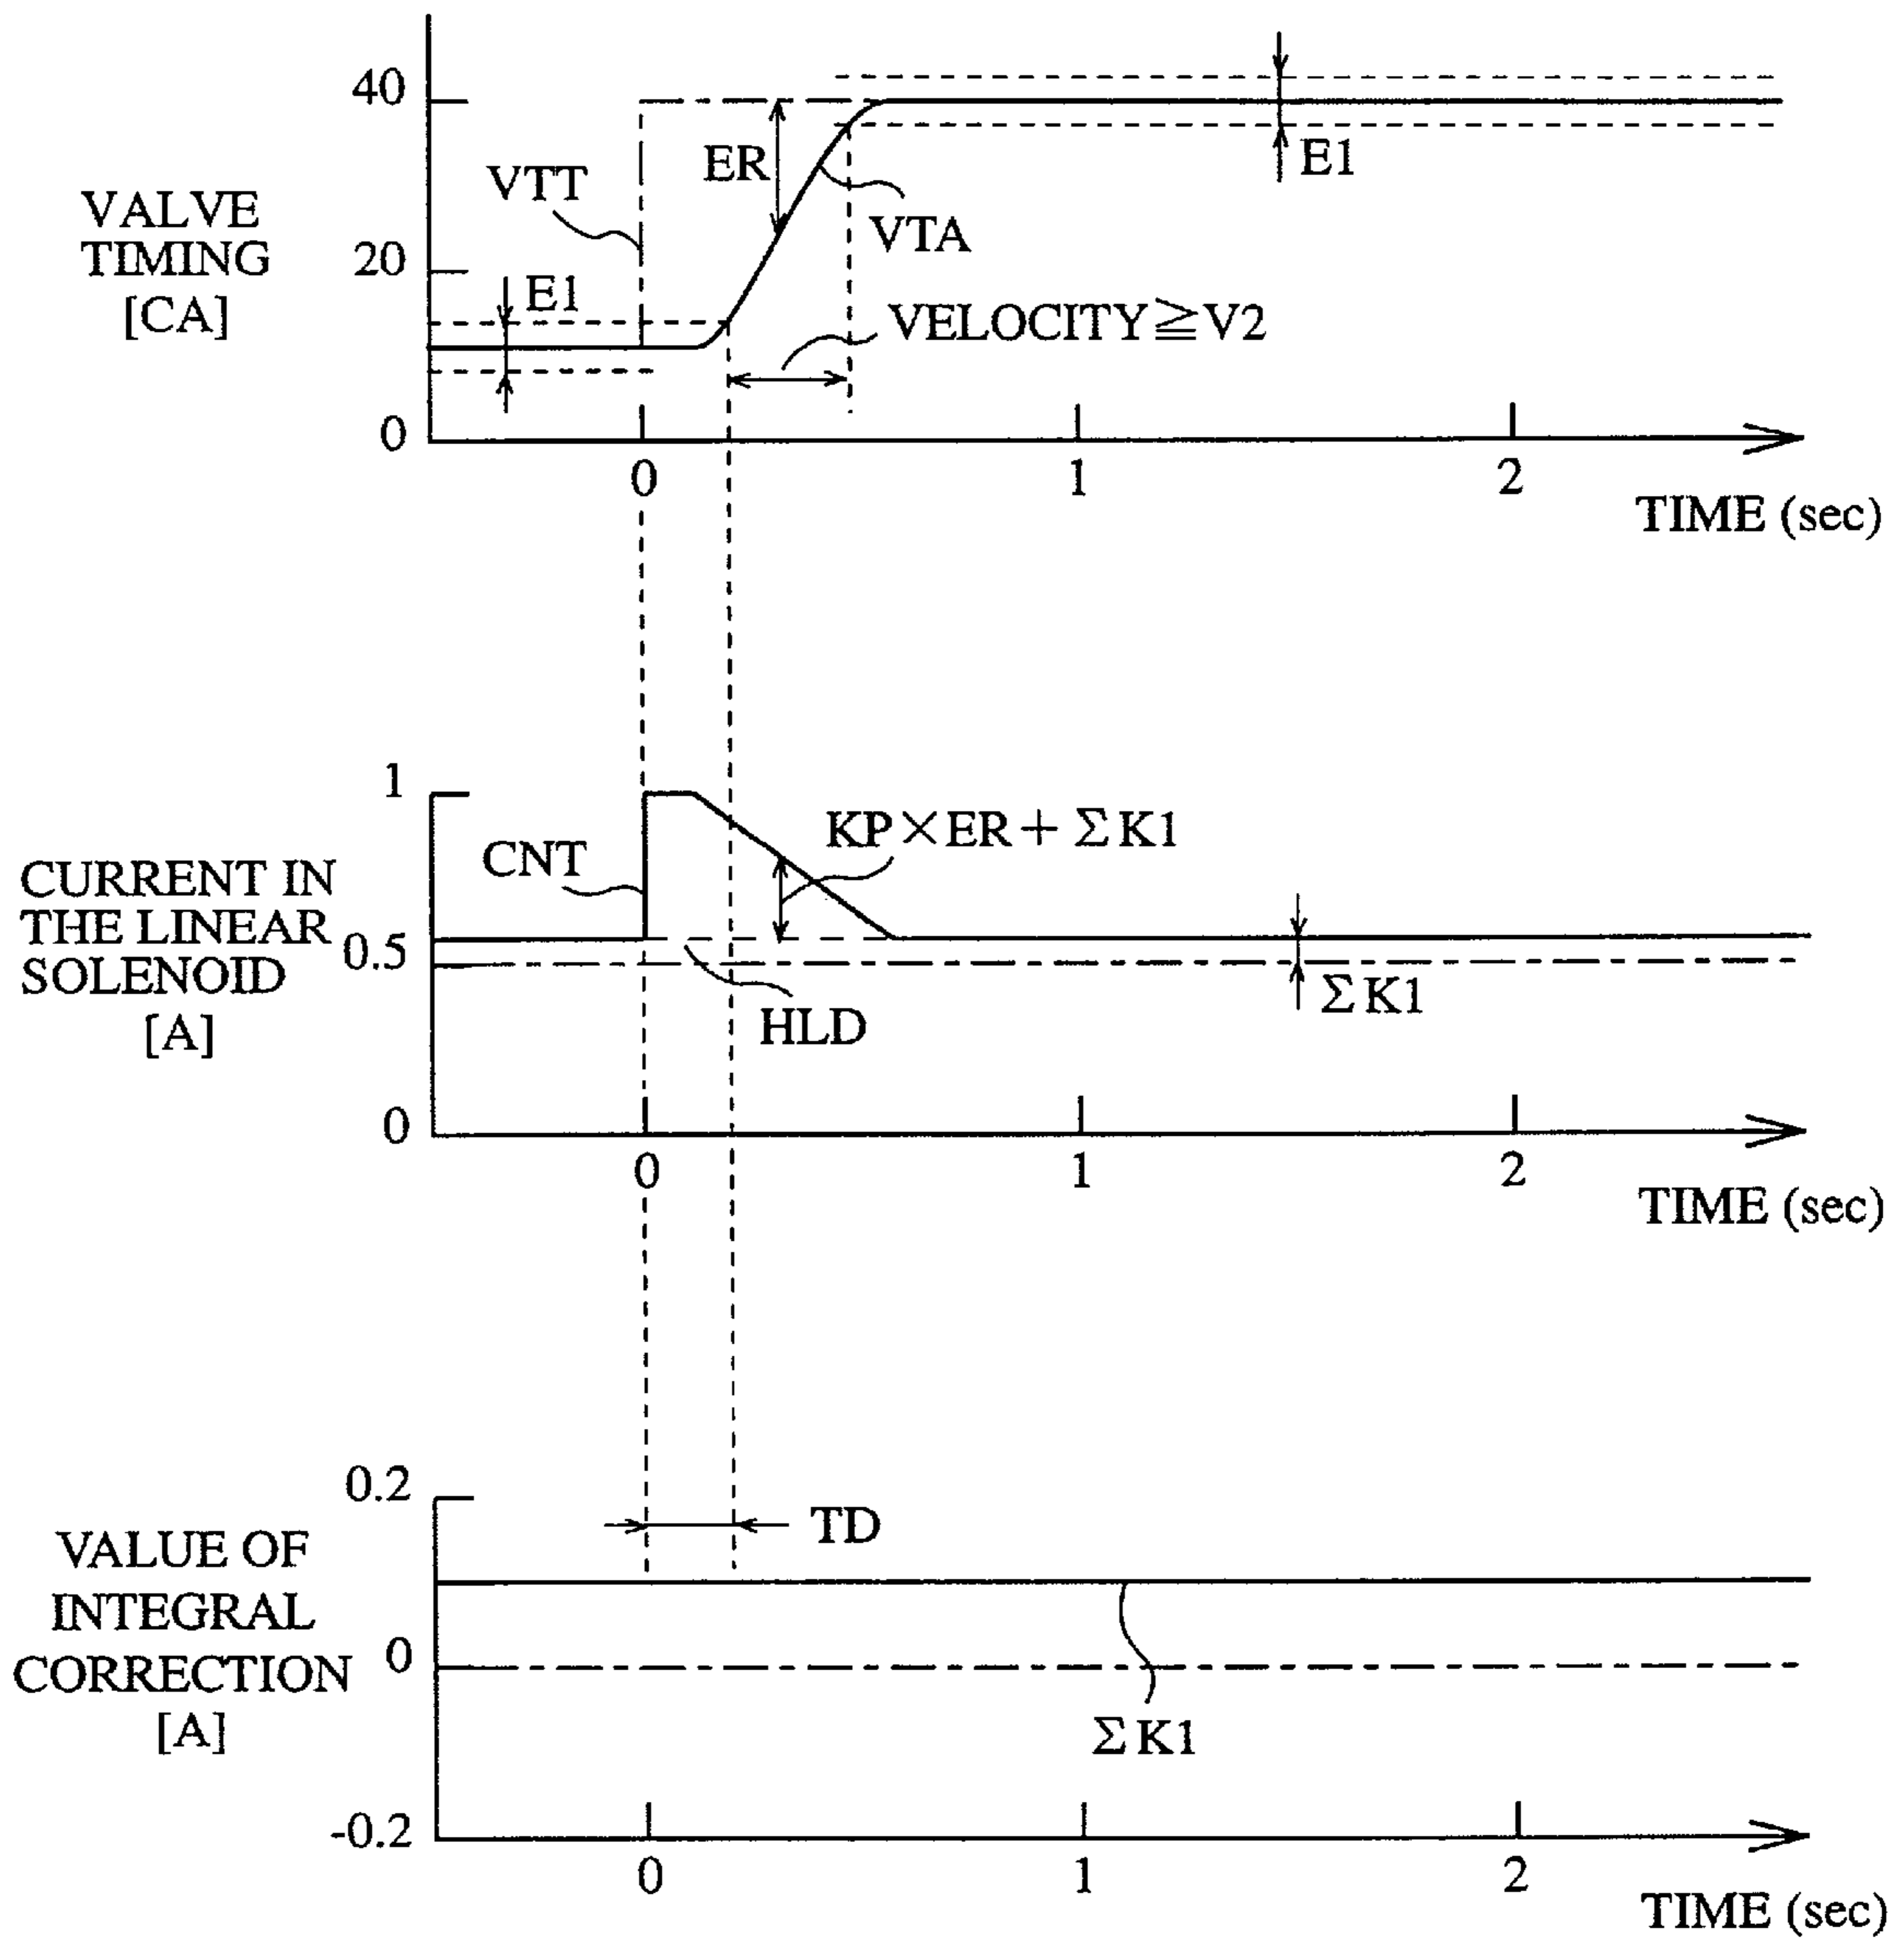 40
E1
ER
VTT
VALVE
TIMING
[CA]
VTA
20
E1
VELOCITY≧V2
0
0
1
2
TIME (sec)
1
KP×ER+ΣK1
CNT
CURRENT IN
THE LINEAR
SOLENOID
[A]
0.5
ΣK1
HLD
0
0
1
2
TIME (sec)
0.2
TD
VALUE OF
INTEGRAL
CORRECTION
[A]
0
ΣK1
-0.2
0
1
2
TIME (sec)